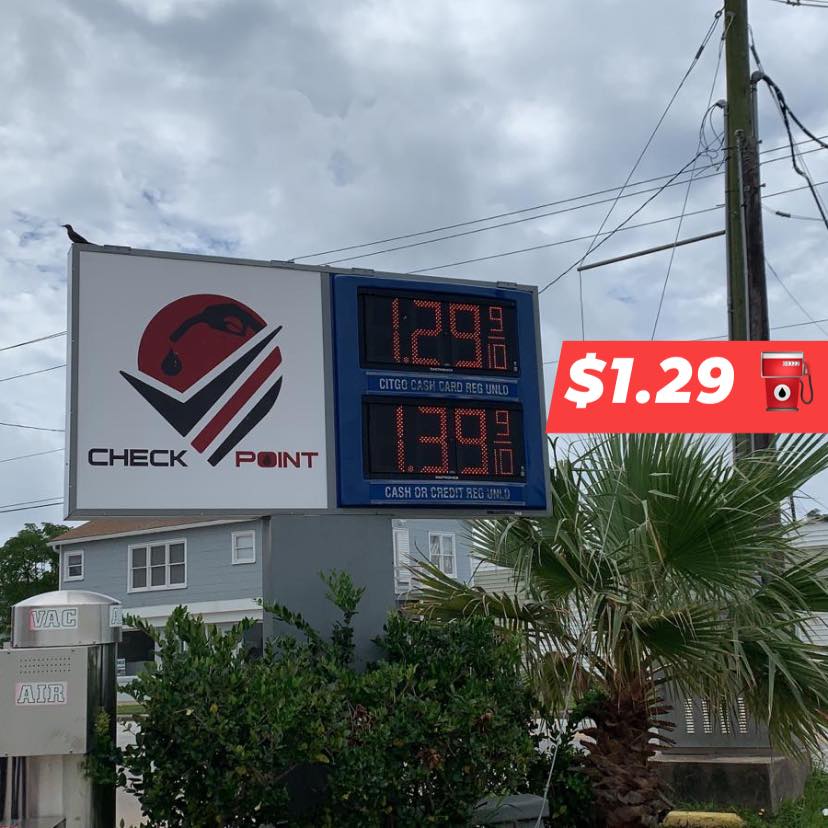 1.29 9/10
CITGO CASH CARD REG UNLD
1.39 9/10
CASH OR CREDIT REG UNLD
CHECK POINT
$1.29
VAC
AIR